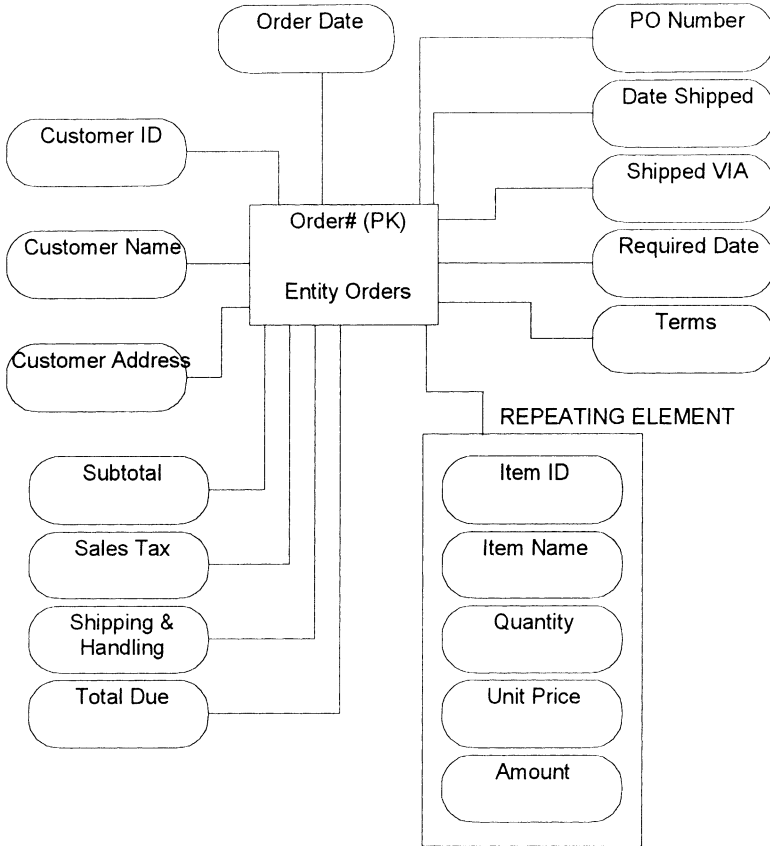 Order Date
PO Number
Date Shipped
Customer ID
Shipped VIA
Order# (PK)
Customer Name
Required Date
Entity Orders
Terms
Customer Address
REPEATING ELEMENT
Subtotal
Item ID
Sales Tax
Item Name
Shipping &
Handling
Quantity
Total Due
Unit Price
Amount